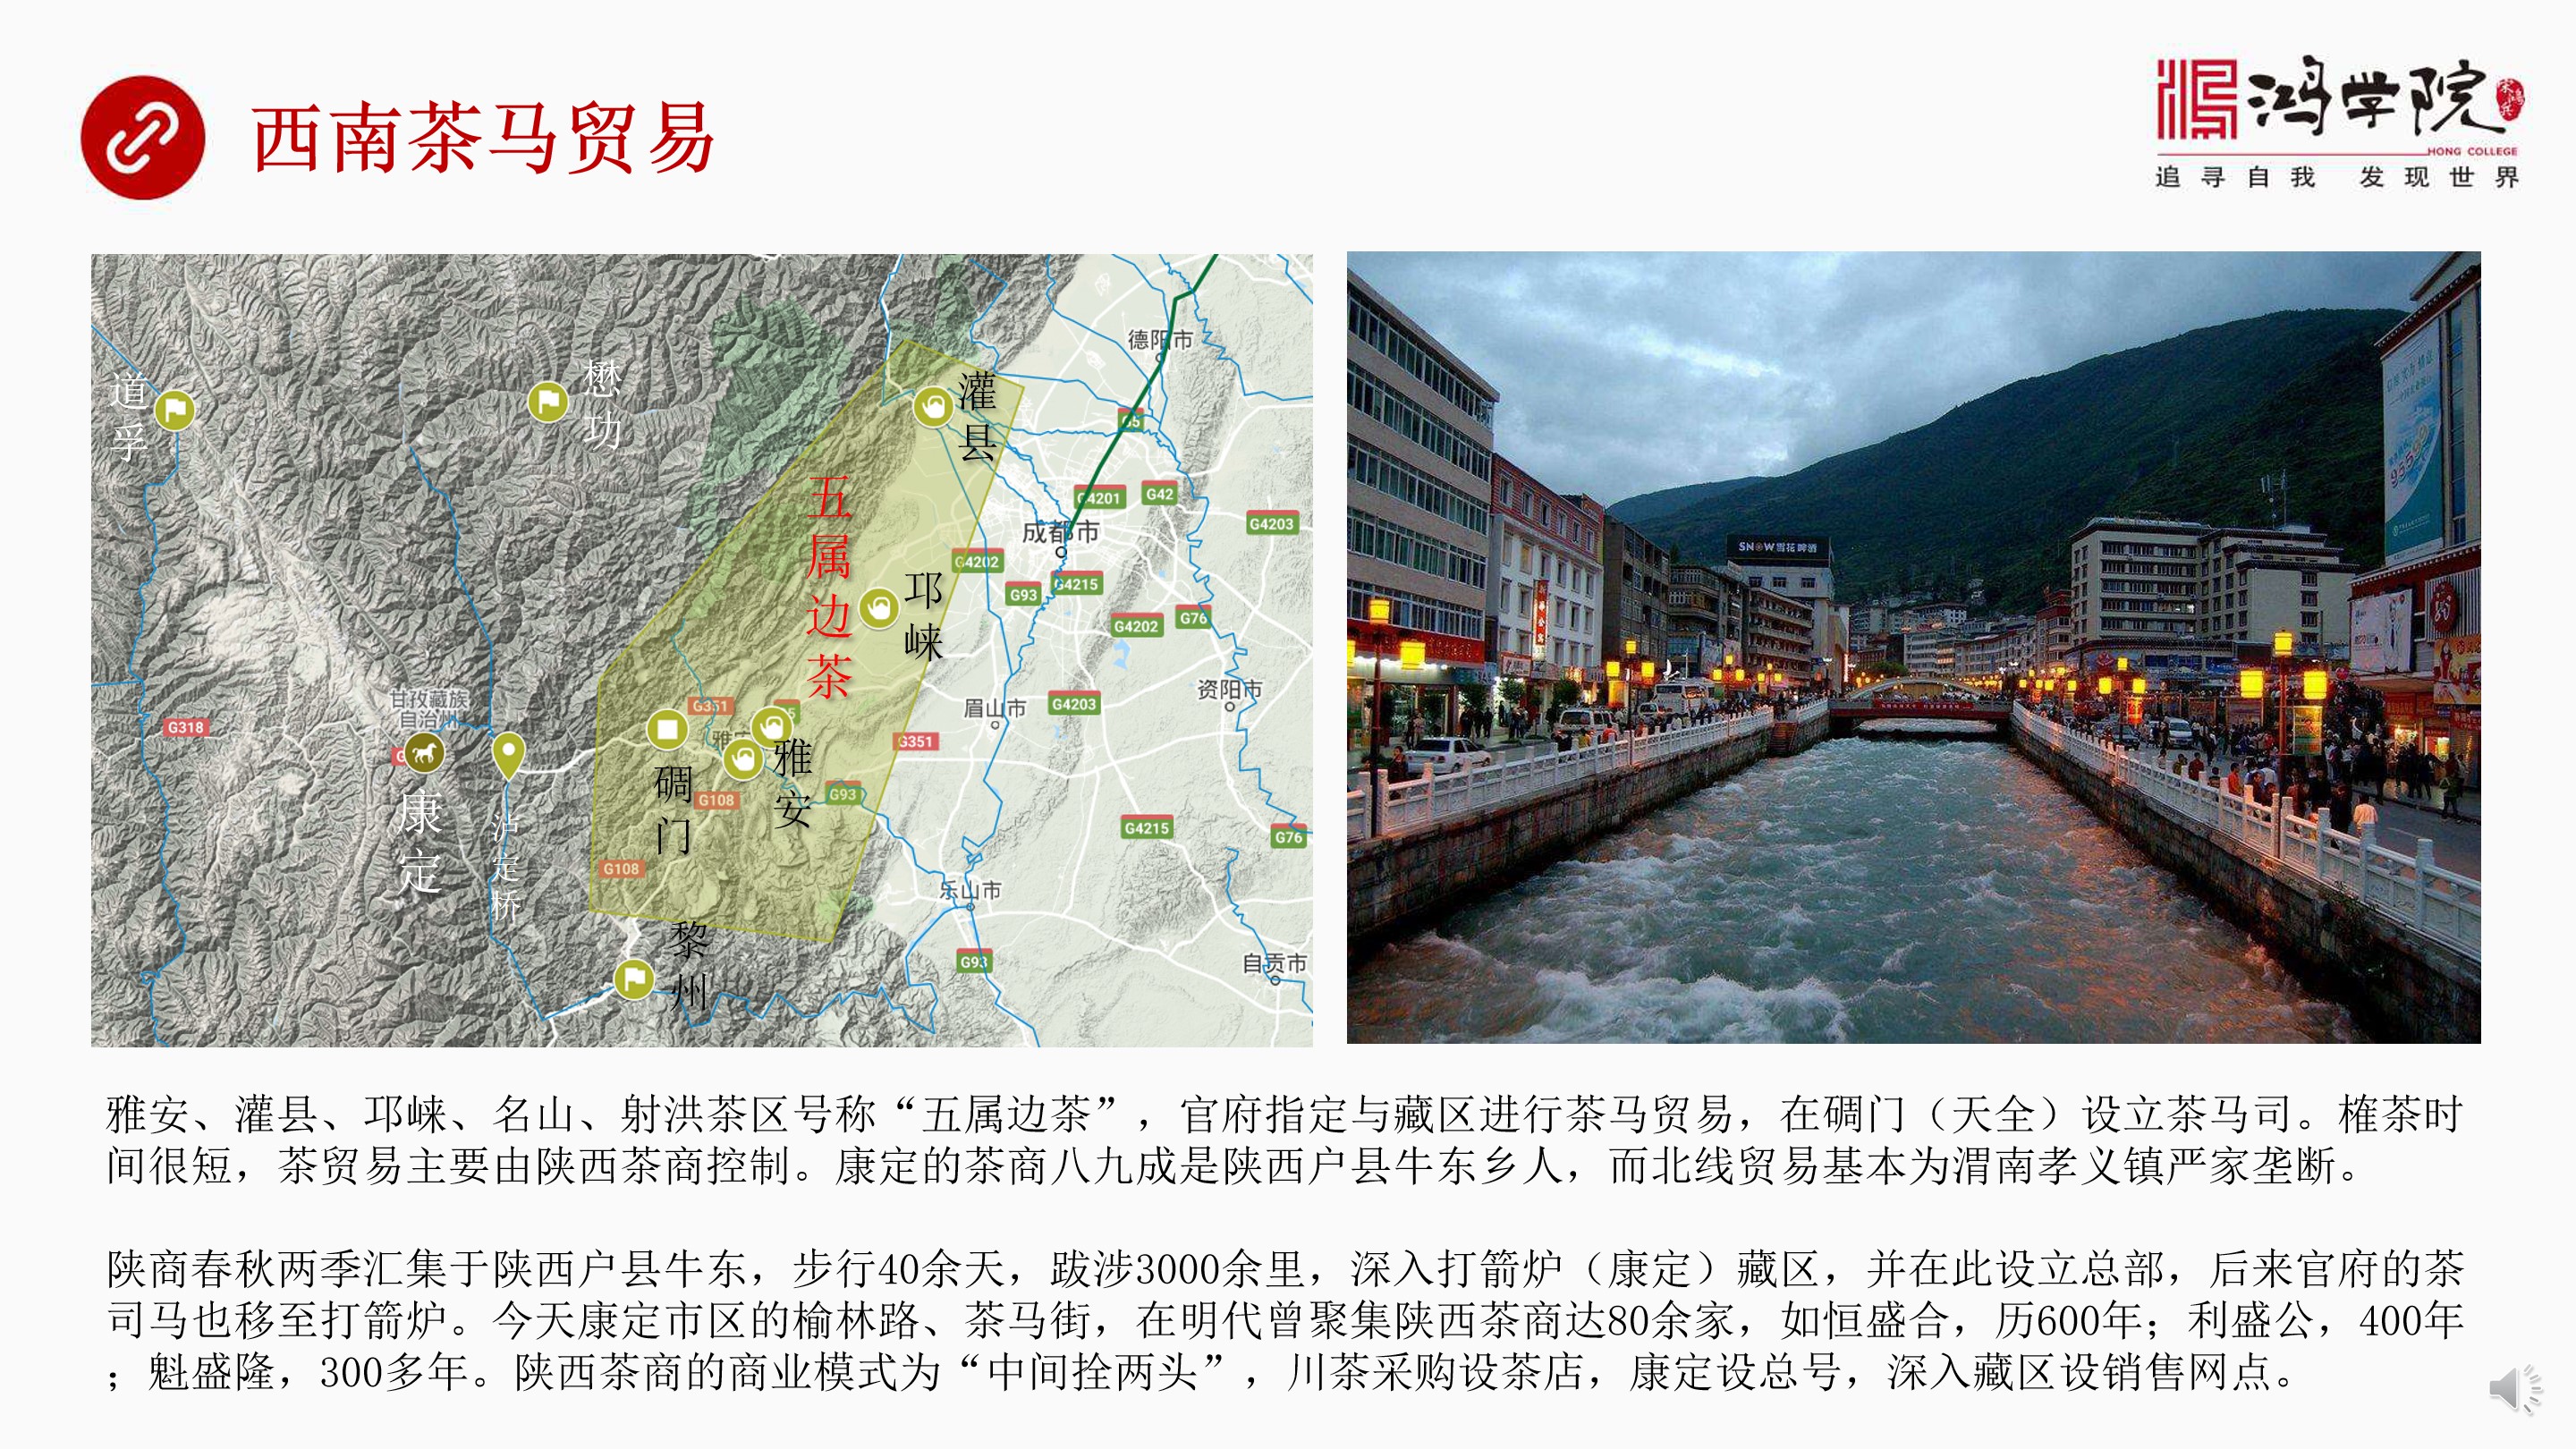 西南茶马贸易
鸿学院
HONG COLLEGE
追寻自我 发现世界
道孚
懋功
灌县
德阳市
G5
五属边茶
G4201
G42
G4203
成都市
G4202
G93
G4215
邛崃
G4202
G76
甘孜藏族
自治州
G318
G351
眉山市
G4203
资阳市
G351
康定
泸定桥
碉门
雅安
G108
G93
G4215
G76
G108
乐山市
黎州
G93
自贡市
SNOW雪花啤酒
雅安、灌县、邛崃、名山、射洪茶区号称“五属边茶”，官府指定与藏区进行茶马贸易，在碉门（天全）设立茶马司。榷茶时
间很短，茶贸易主要由陕西茶商控制。康定的茶商八九成是陕西户县牛东乡人，而北线贸易基本为渭南孝义镇严家垄断。
陕商春秋两季汇集于陕西户县牛东，步行40余天，跋涉3000余里，深入打箭炉（康定）藏区，并在此设立总部，后来官府的茶
司马也移至打箭炉。今天康定市区的榆林路、茶马街，在明代曾聚集陕西茶商达80余家，如恒盛合，历600年；利盛公，400年
；魁盛隆，300多年。陕西茶商的商业模式为“中间拴两头”，川茶采购设茶店，康定设总号，深入藏区设销售网点。